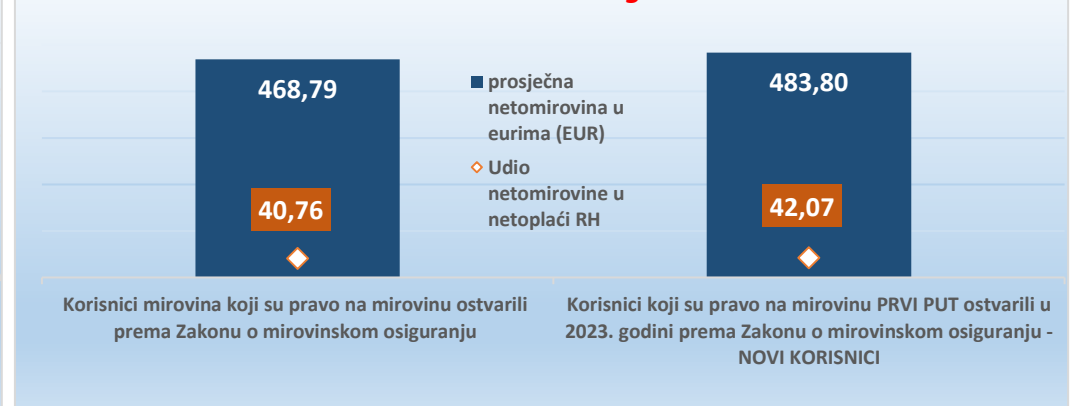 468,79
40,76
prosječna
netomirovina u
eurima (EUR)
Udio
netomirovine u
netoplaći RH
483,80
42,07
Korisnici mirovina koji su pravo na mirovinu ostvarili
prema Zakonu o mirovinskom osiguranju
Korisnici koji su pravo na mirovinu PRVI PUT ostvarili u
2023. godini prema Zakonu o mirovinskom osiguranju -
NOVI KORISNICI